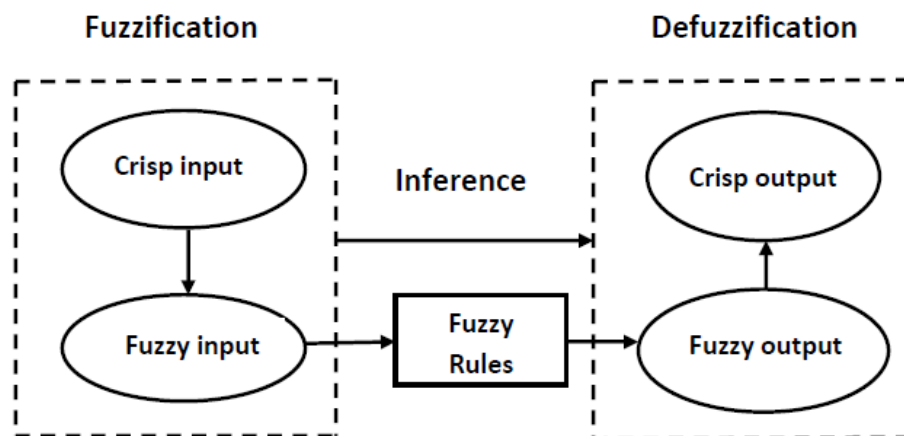 Fuzzification
Defuzzification
Crisp input
Inference
Crisp output
Fuzzy input
Fuzzy
Rules
Fuzzy output